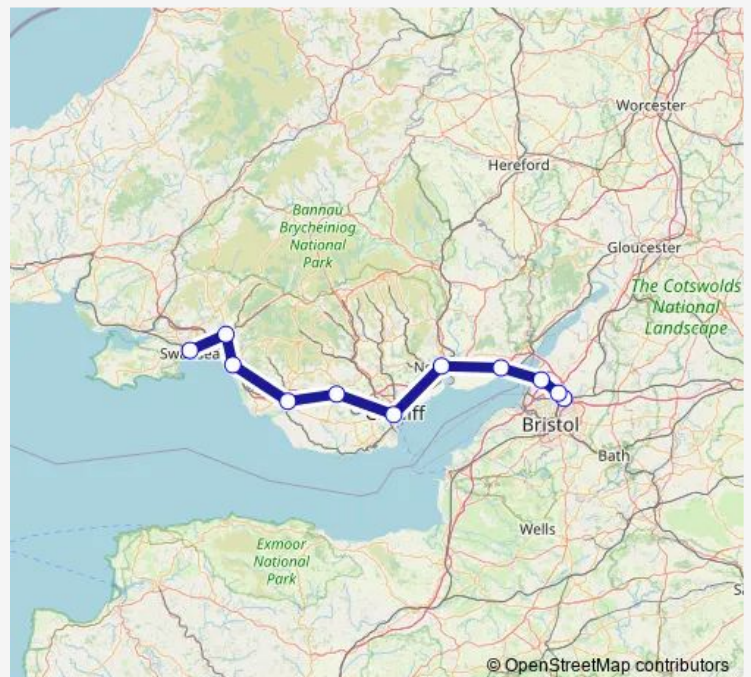 Worcester
Hereford
Bannau
Brycheiniog
National
Park
Gloucester
The Cotswolds
National
Landscape
Bristol
Bath
Wells
Exmoor
National
Park
© OpenStreetMap contributors